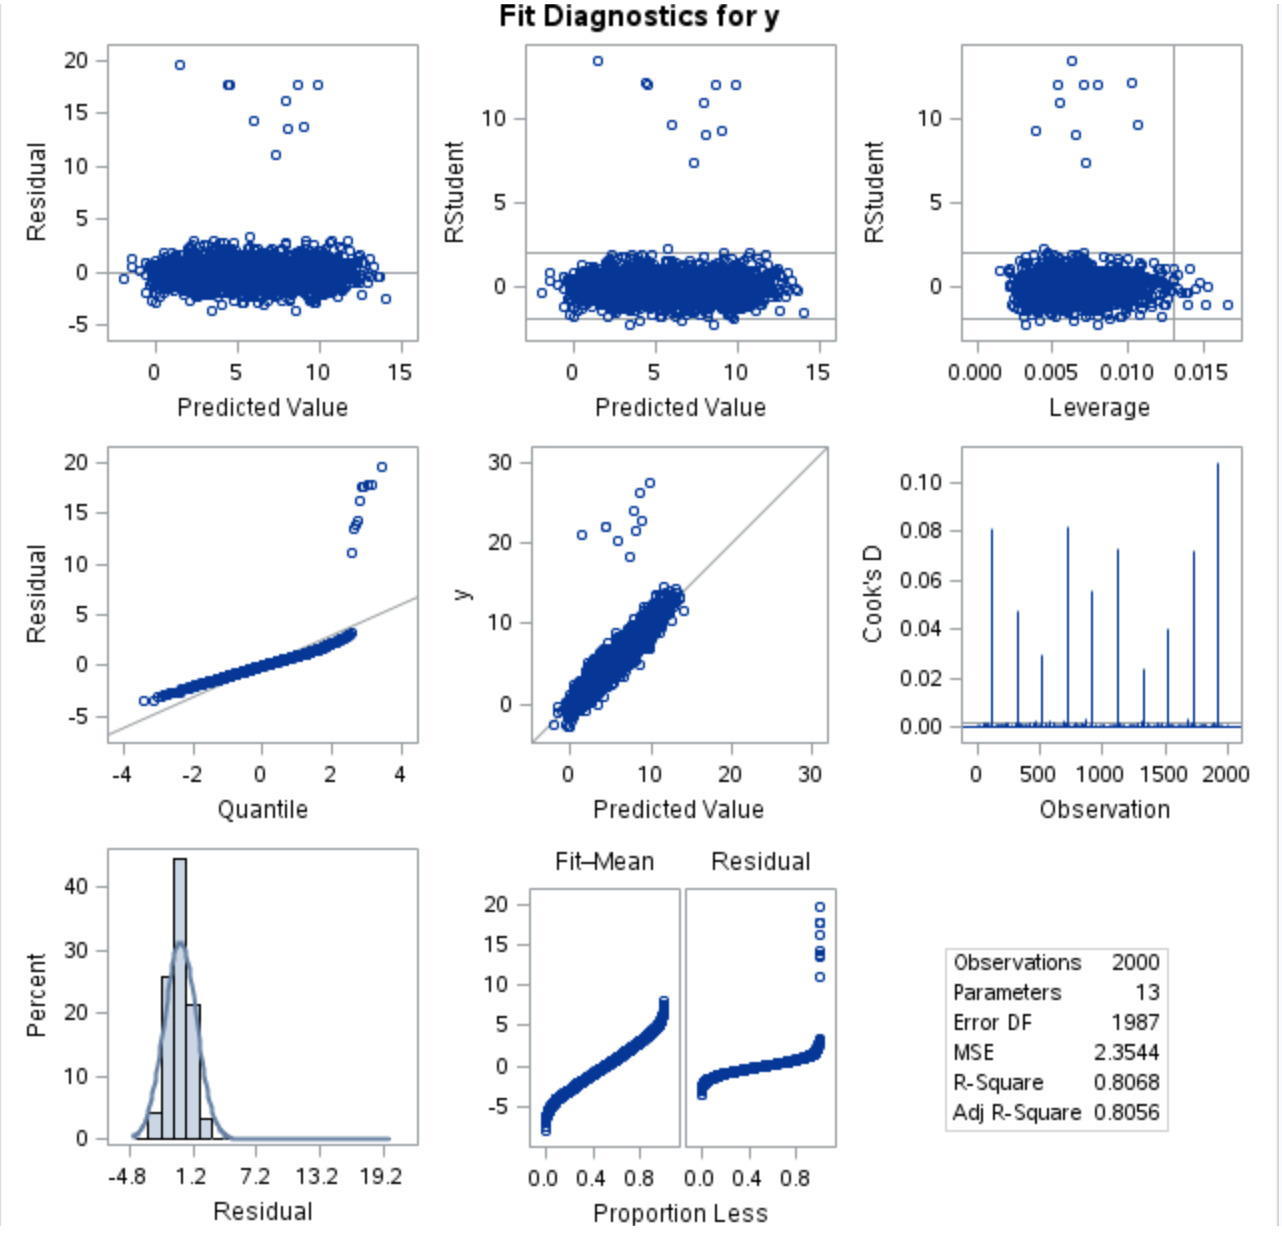 Fit Diagnostics for y
20
15
10
5
0
-5
Residual
0 5 10 15
Predicted Value
10
5
0
RStudent
0 5 10 15
Predicted Value
10
5
0
RStudent
0.000 0.005 0.010 0.015
Leverage
20
15
10
5
0
-5
Residual
-4 -2 0 2 4
Quantile
30
20
10
0
y
0 10 20 30
Predicted Value
0.10
0.08
0.06
0.04
0.02
0.00
Cook's D
0 500 1000 1500 2000
Observation
40
30
20
10
0
Percent
-4.8 1.2 7.2 13.2 19.2
Residual
Fit–Mean Residual
20
15
10
5
0
-5
0.0 0.4 0.8 0.0 0.4 0.8
Proportion Less
Observations 2000
Parameters 13
Error DF 1987
MSE 2.3544
R-Square 0.8068
Adj R-Square 0.8056